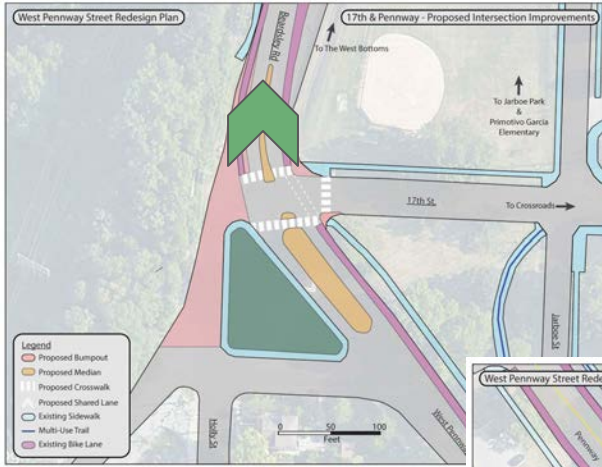 West Pennway Street Redesign Plan
17th & Pennway - Proposed Intersection Improvements
Beardsley Rd
To The West Bottoms
To Jarboe Park
&
Primotivo Garcia
Elementary
17th St.
To Crossroads
Jarboe St
Legend
Proposed Bumpout
Proposed Median
Proposed Crosswalk
Proposed Shared Lane
Existing Sidewalk
Multi-Use Trail
Existing Bike Lane
Holly St
0 50 100
Feet
West Pennway
West Pennway Street Rede
Pennway